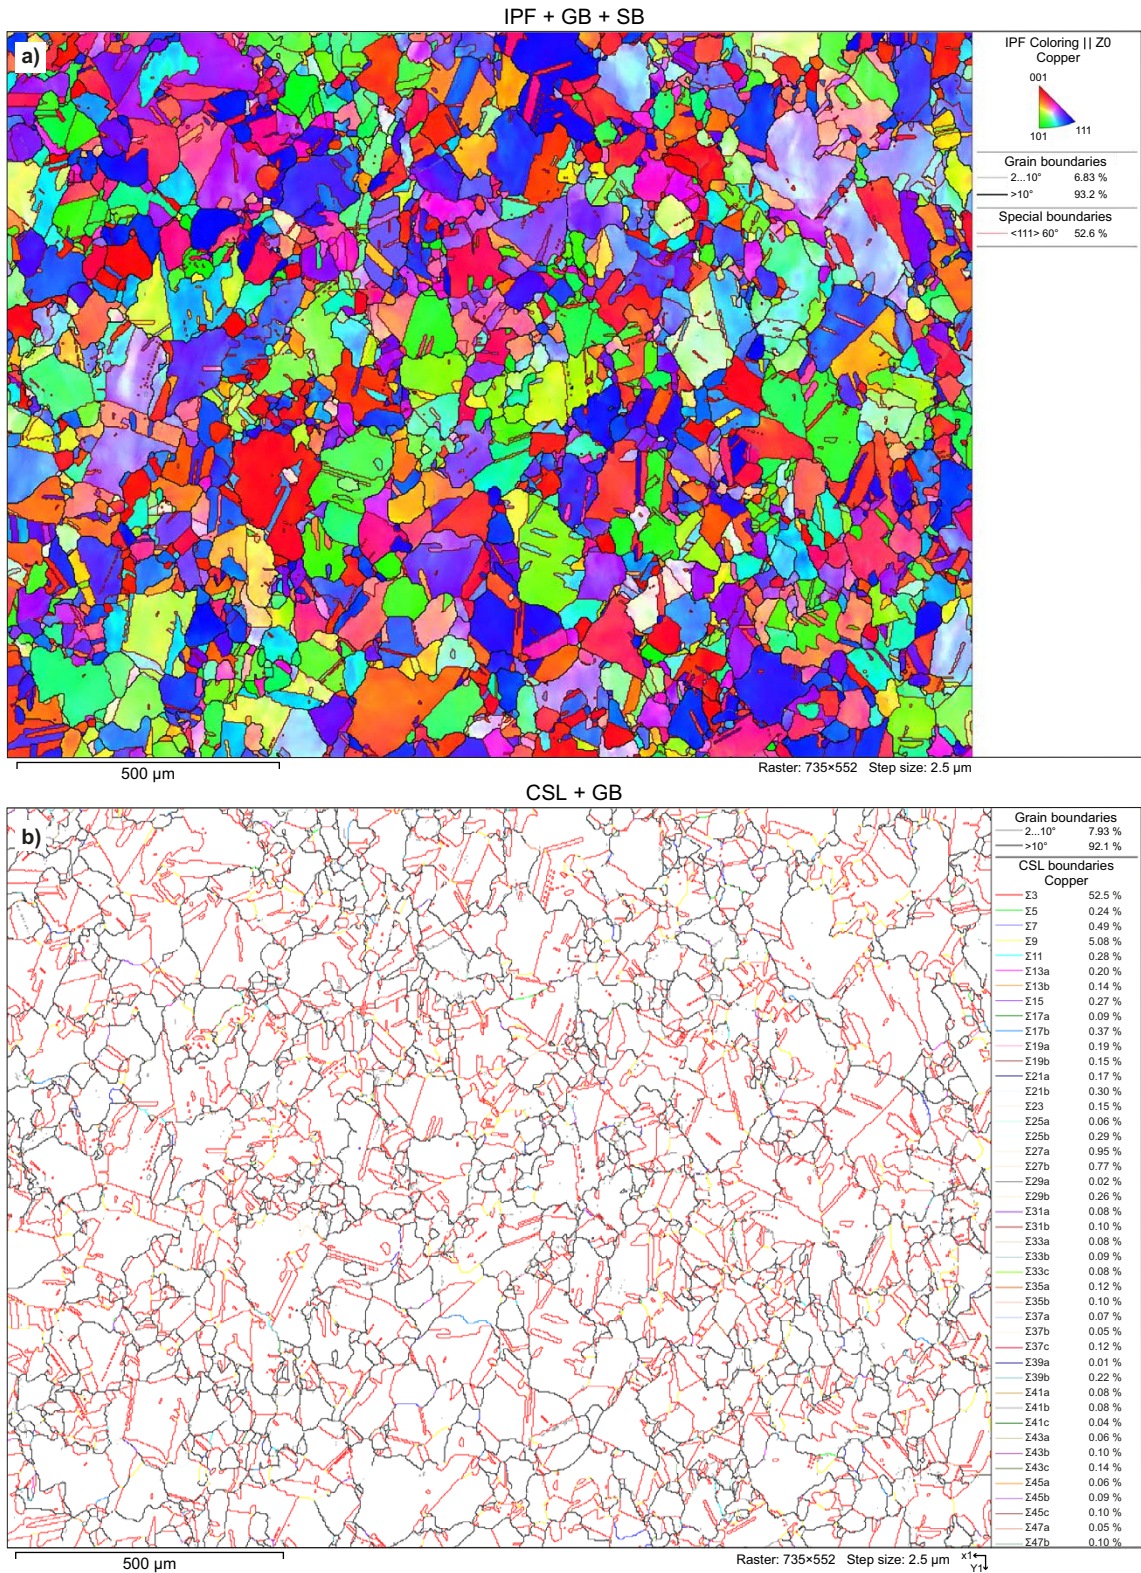 IPF + GB + SB
a)
IPF Coloring || Z0
Copper
001
101
111
Grain boundaries
2...10° 6.83 %
>10° 93.2 %
Special boundaries
<111> 60° 52.6 %
500 µm
Raster: 735×552 Step size: 2.5 µm
CSL + GB
b)
Grain boundaries
2...10° 7.93 %
>10° 92.1 %
CSL boundaries
Copper
Σ3 52.5 %
Σ5 0.24 %
Σ7 0.49 %
Σ9 5.08 %
Σ11 0.28 %
Σ13a 0.20 %
Σ13b 0.14 %
Σ15 0.27 %
Σ17a 0.09 %
Σ17b 0.37 %
Σ19a 0.19 %
Σ19b 0.15 %
Σ21a 0.17 %
Σ21b 0.30 %
Σ23 0.15 %
Σ25a 0.06 %
Σ25b 0.29 %
Σ27a 0.95 %
Σ27b 0.77 %
Σ29a 0.02 %
Σ29b 0.26 %
Σ31a 0.08 %
Σ31b 0.10 %
Σ33a 0.08 %
Σ33b 0.09 %
Σ33c 0.08 %
Σ35a 0.12 %
Σ35b 0.10 %
Σ37a 0.07 %
Σ37b 0.05 %
Σ37c 0.12 %
Σ39a 0.01 %
Σ39b 0.22 %
Σ41a 0.08 %
Σ41b 0.08 %
Σ41c 0.04 %
Σ43a 0.06 %
Σ43b 0.10 %
Σ43c 0.14 %
Σ45a 0.06 %
Σ45b 0.09 %
Σ45c 0.10 %
Σ47a 0.05 %
Σ47b 0.10 %
500 µm
Raster: 735×552 Step size: 2.5 µm
x1
Y1